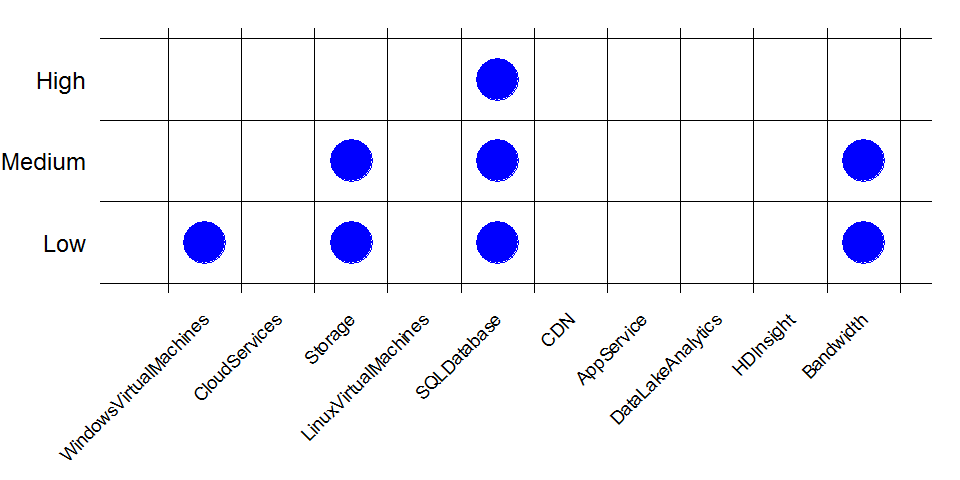 High
Medium
Low
WindowsVirtualMachines
CloudServices
Storage
LinuxVirtualMachines
SQLDatabase
CDN
AppService
DataLakeAnalytics
HDInsight
Bandwidth